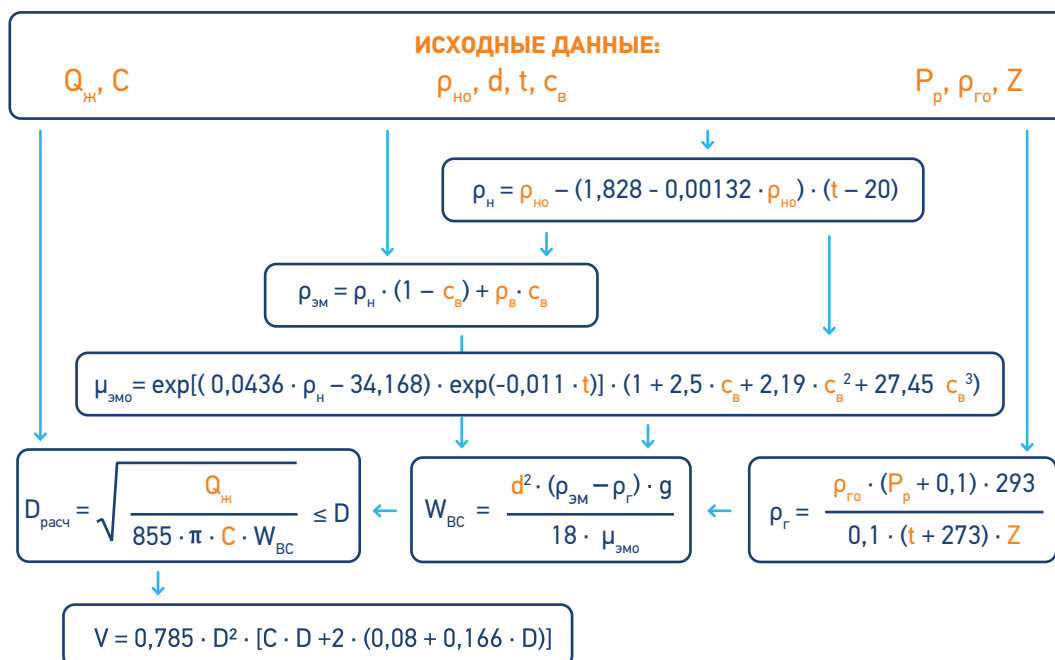 ИСХОДНЫЕ ДАННЫЕ:
Qж, C
ρно, d, t, cв
Pр, ρго, Z
ρн = ρно – (1,828 - 0,00132 · ρно) · (t – 20)
ρэм = ρн · (1 – cв) + ρв · cв
μэмо = exp[( 0,0436 · ρн – 34,168) · exp(-0,011 · t)] · (1 + 2,5 · cв + 2,19 · cв² + 27,45 cв³)
Dрасч = √ Qж / 855 · π · C · WВС ≤ D
WВС = d² · (ρэм – ρг) · g / 18 · μэмо
ρг = ρго · (Pр + 0,1) · 293 / 0,1 · (t + 273) · Z
V = 0,785 · D² · [C · D +2 · (0,08 + 0,166 · D)]